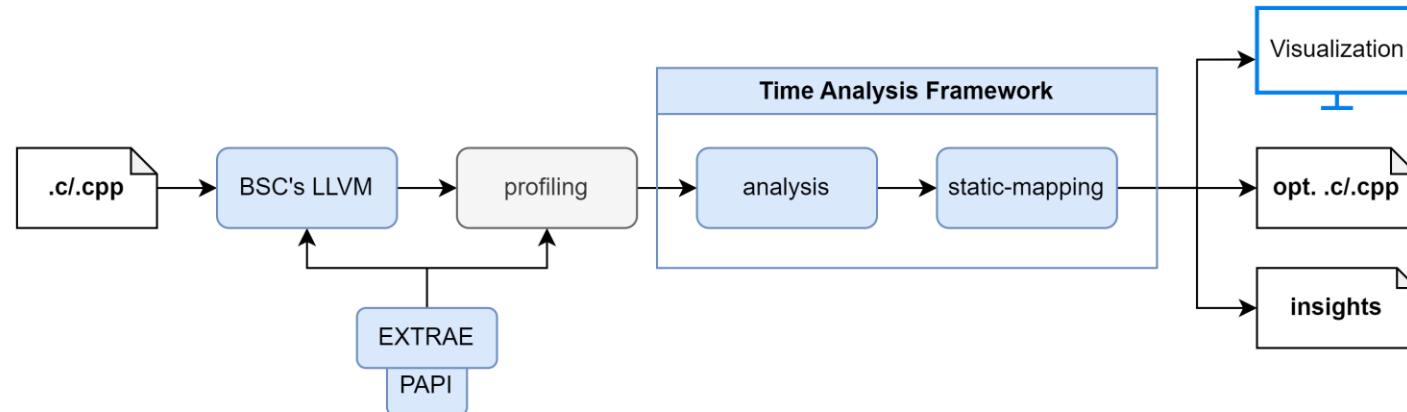 Visualization
Time Analysis Framework
.c/.cpp
BSC's LLVM
profiling
analysis
static-mapping
opt. .c/.cpp
insights
EXTRAE
PAPI